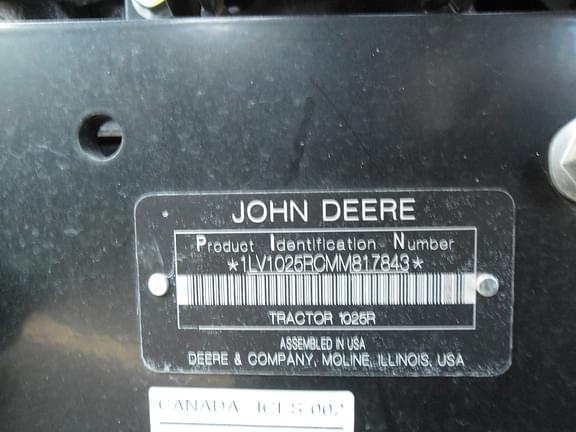 JOHN DEERE
Product Identification Number
*1LV1025RCMM817843*
TRACTOR 1025R
ASSEMBLED IN USA
DEERE & COMPANY, MOLINE, ILLINOIS, USA
CANADA ICES-002